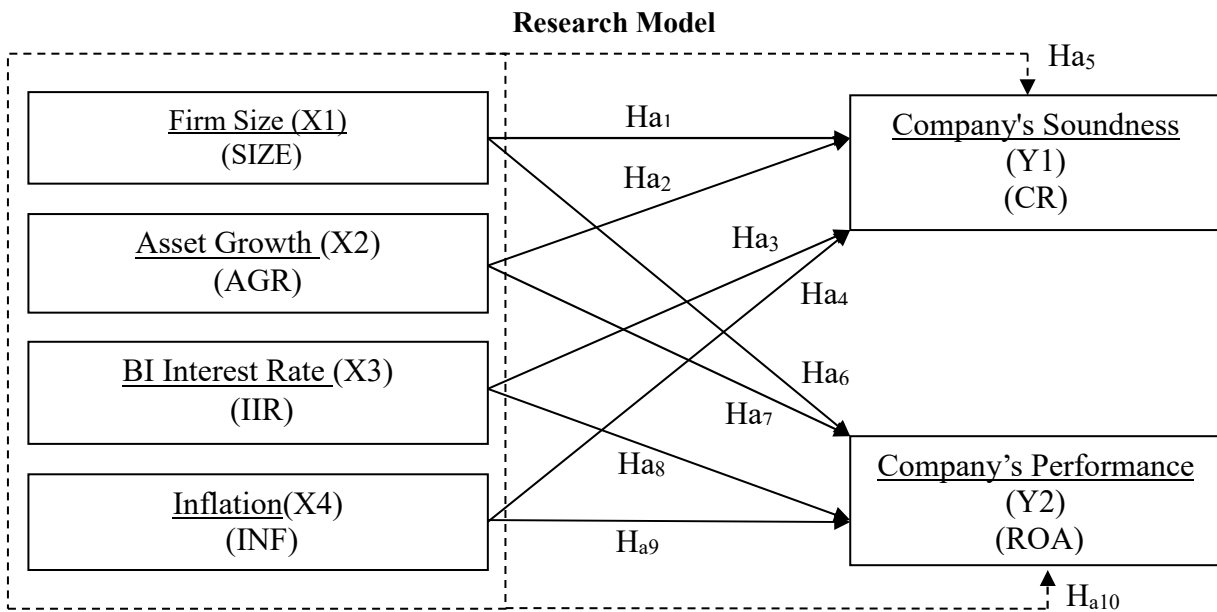 Research Model
Firm Size (X1)
(SIZE)
Asset Growth (X2)
(AGR)
BI Interest Rate (X3)
(IIR)
Inflation(X4)
(INF)
Ha1
Ha2
Ha3
Ha4
Ha5
Ha6
Ha7
Ha8
Ha9
Ha10
Company's Soundness
(Y1)
(CR)
Company’s Performance
(Y2)
(ROA)